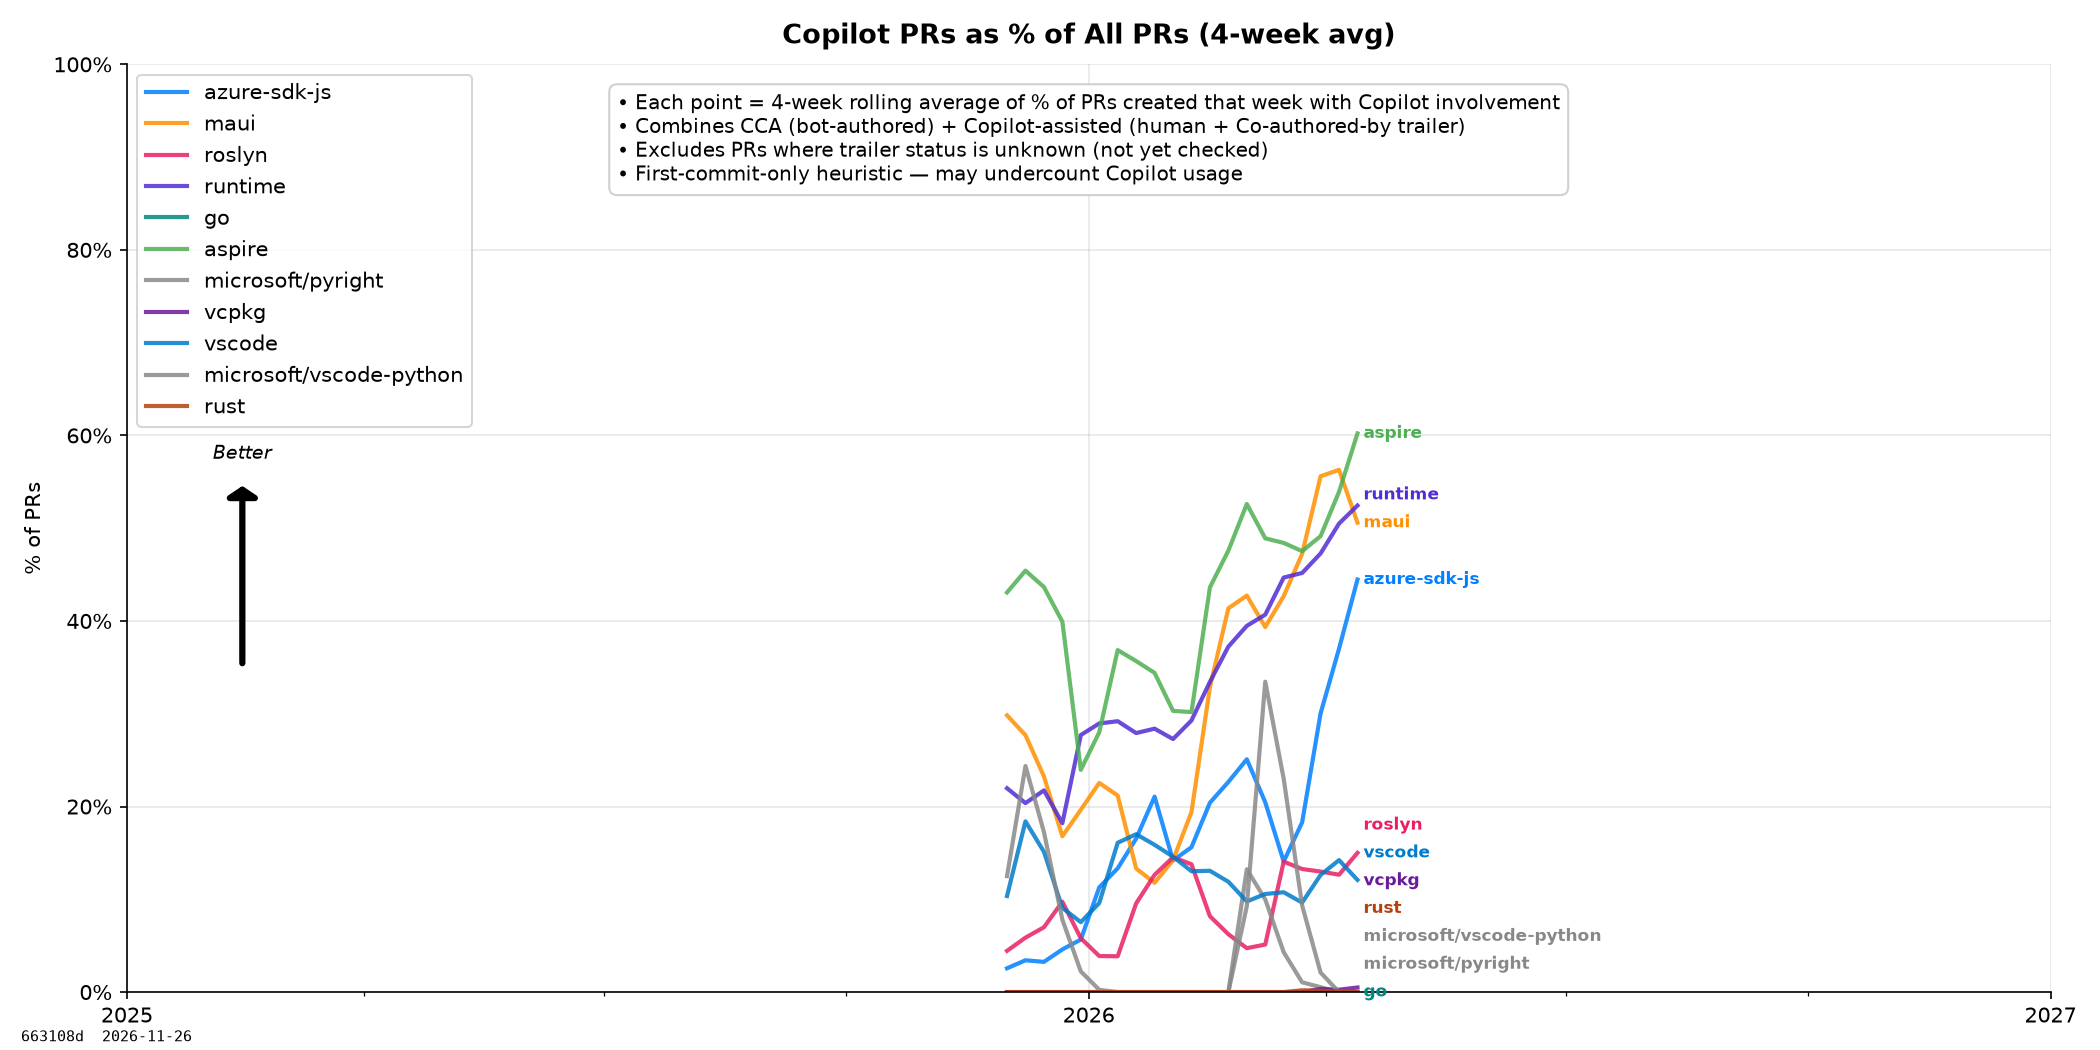 Copilot PRs as % of All PRs (4-week avg)
100%
80%
60%
40%
20%
0%
% of PRs
azure-sdk-js
maui
roslyn
runtime
go
aspire
microsoft/pyright
vcpkg
vscode
microsoft/vscode-python
rust
Better
• Each point = 4-week rolling average of % of PRs created that week with Copilot involvement
• Combines CCA (bot-authored) + Copilot-assisted (human + Co-authored-by trailer)
• Excludes PRs where trailer status is unknown (not yet checked)
• First-commit-only heuristic — may undercount Copilot usage
aspire
runtime
maui
azure-sdk-js
roslyn
vscode
vcpkg
rust
microsoft/vscode-python
microsoft/pyright
go
2025
2026
2027
663108d 2026-11-26